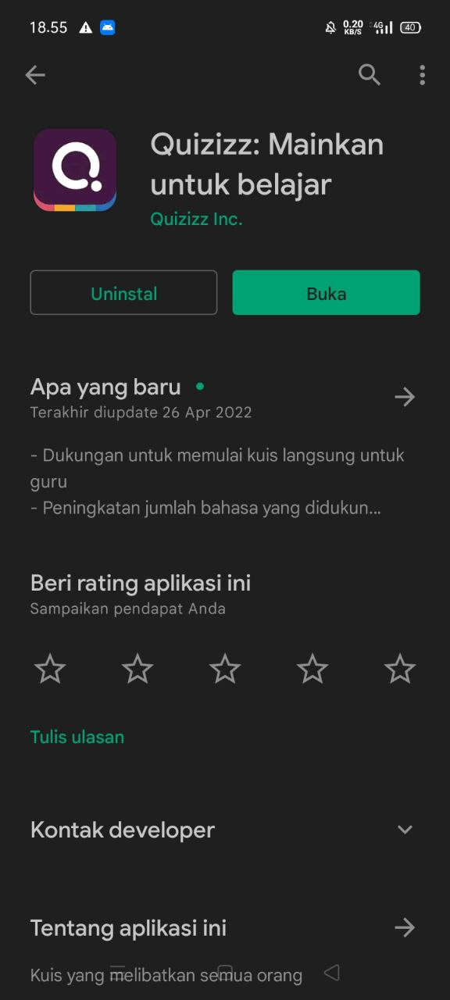 18.55 0.20 KB/S 4G 40
Quizizz: Mainkan
untuk belajar
Quizizz Inc.
Uninstal Buka
Apa yang baru
Terakhir diupdate 26 Apr 2022
- Dukungan untuk memulai kuis langsung untuk
guru
- Peningkatan jumlah bahasa yang didukun...
Beri rating aplikasi ini
Sampaikan pendapat Anda
Tulis ulasan
Kontak developer
Tentang aplikasi ini
Kuis yang melibatkan semua orang